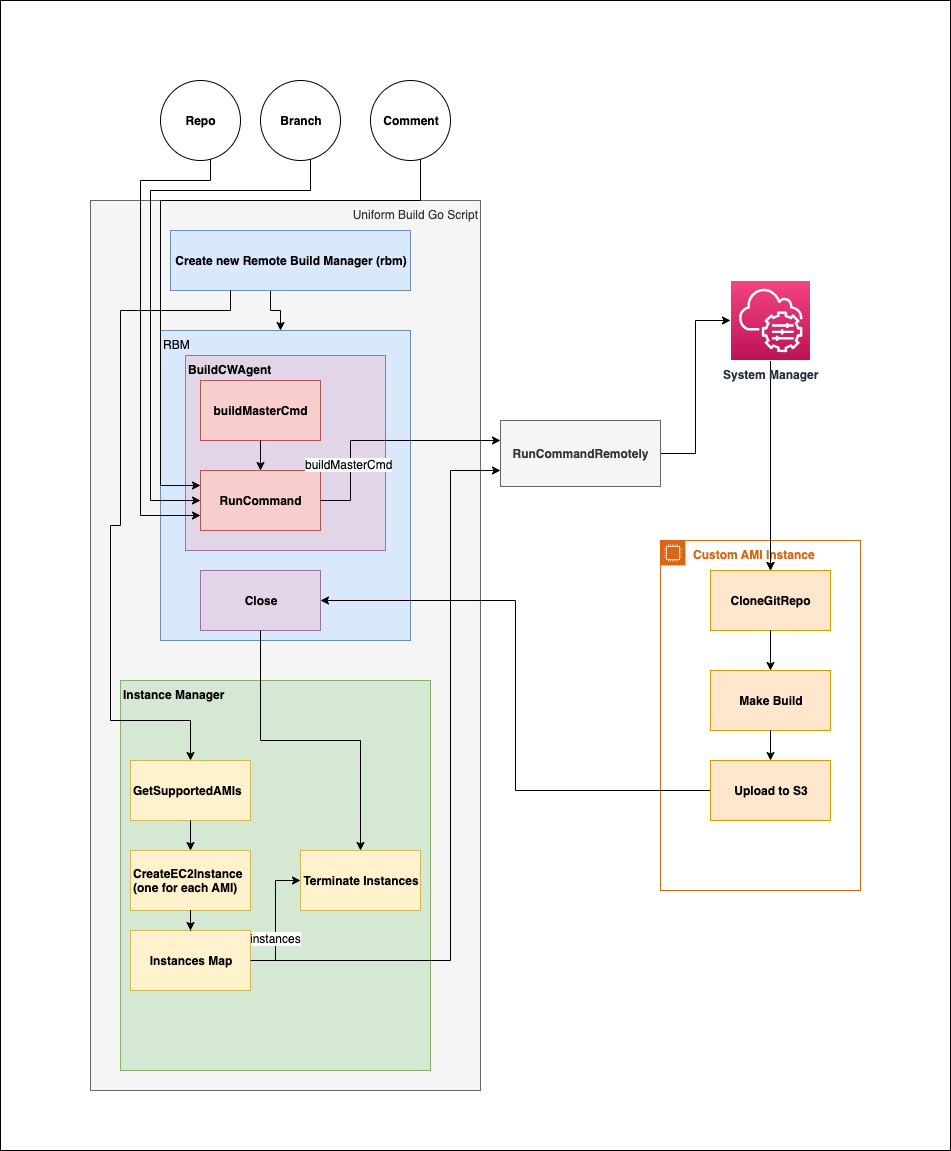 Repo
Branch
Comment
Uniform Build Go Script
Create new Remote Build Manager (rbm)
RBM
BuildCWAgent
buildMasterCmd
buildMasterCmd
RunCommand
RunCommandRemotely
System Manager
Custom AMI Instance
CloneGitRepo
Close
Make Build
Upload to S3
Instance Manager
GetSupportedAMIs
CreateEC2Instance
(one for each AMI)
Terminate Instances
instances
Instances Map